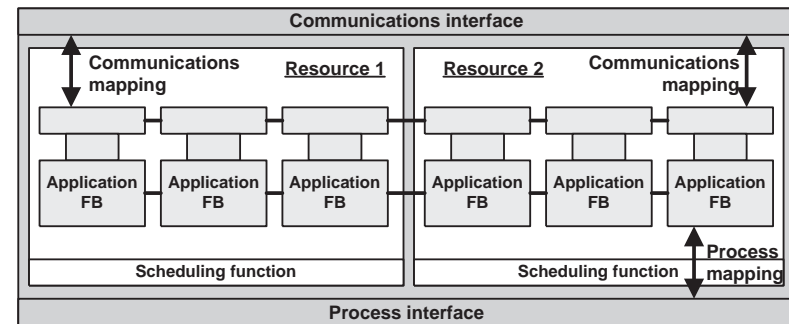 Communications interface
Communications
mapping
Resource 1
Resource 2
Communications
mapping
Application
FB
Application
FB
Application
FB
Application
FB
Application
FB
Application
FB
Process
mapping
Scheduling function
Scheduling function
Process interface